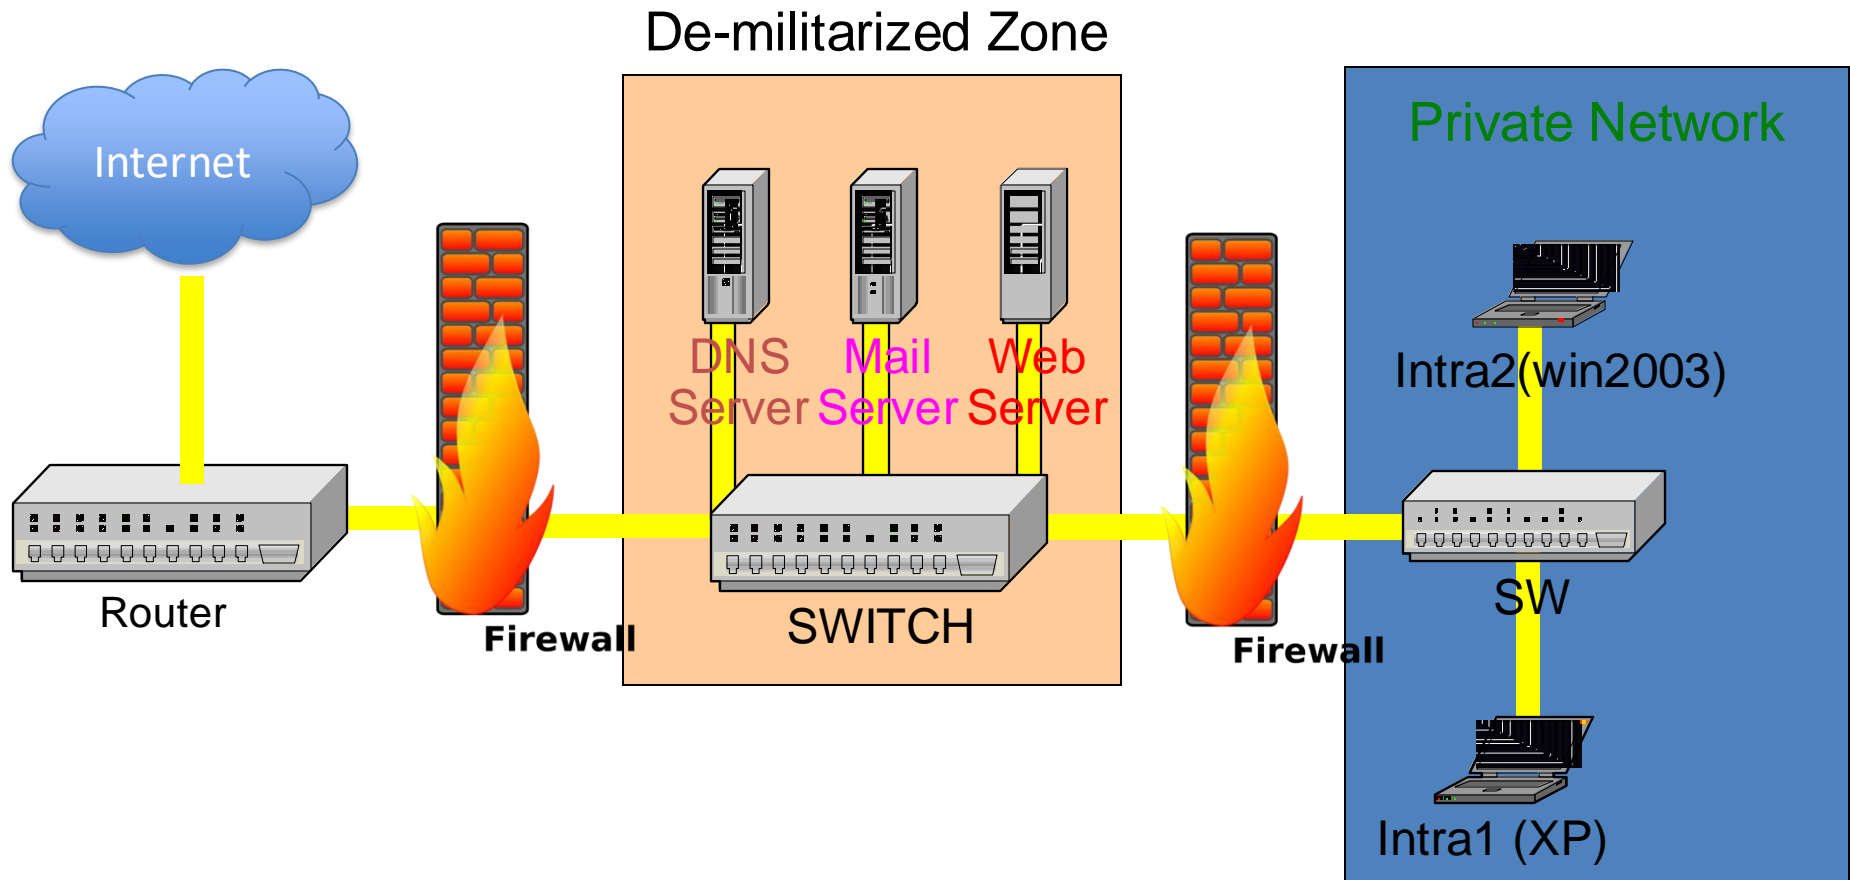 De-militarized Zone
Internet
Private Network
DNS
Server
Mail
Server
Web
Server
Intra2(win2003)
Router
Firewall
SWITCH
Firewall
SW
Intra1 (XP)